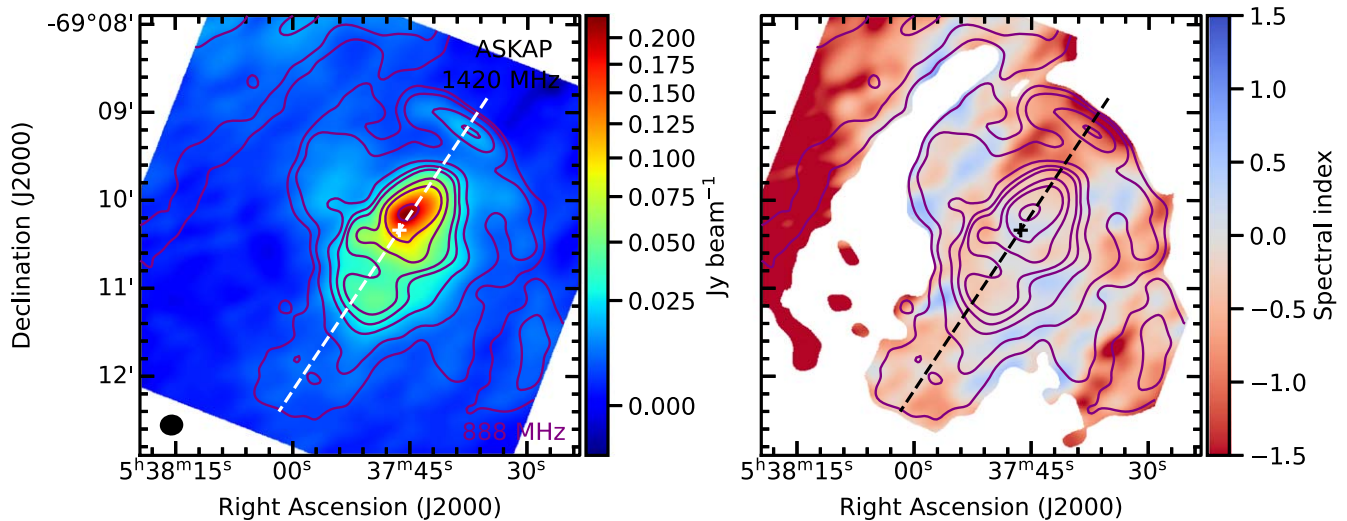 ASKAP
1420 MHz
888 MHz
-69°08'
09'
10'
11'
12'
Declination (J2000)
5ʰ38ᵐ15ˢ 00ˢ 37ᵐ45ˢ 30ˢ
Right Ascension (J2000)
0.200
0.175
0.150
0.100
0.075
0.050
0.025
0.000
Jy beam⁻¹
5ʰ38ᵐ15ˢ 00ˢ 37ᵐ45ˢ 30ˢ
Right Ascension (J2000)
1.5
1.0
0.5
0.0
−0.5
−1.0
−1.5
Spectral index